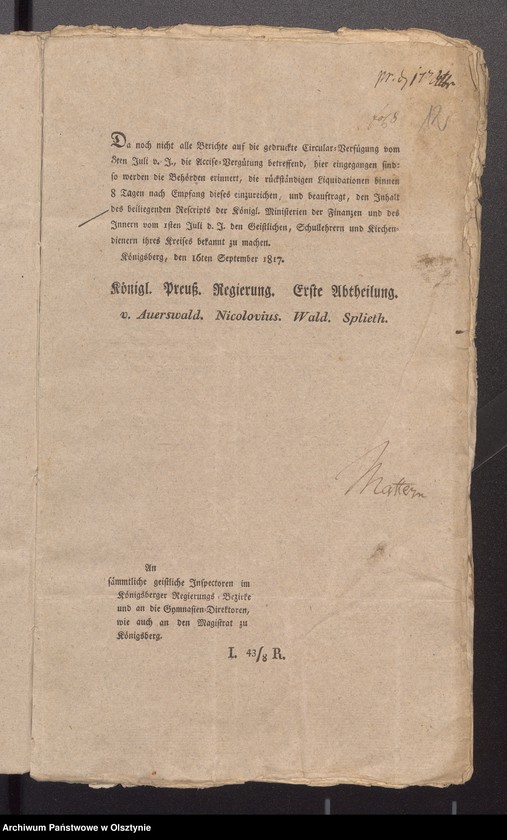 Da noch nicht alle Berichte auf die gedruckte Circular-Verfügung vom
8ten Juli v. J., die Accise-Vergütung betreffend, hier eingegangen sind:
so werden die Behörden erinnert, die rückständigen Liquidationen binnen
8 Tagen nach Empfang dieses einzureichen, und beauftragt, den Inhalt
des beiliegenden Rescripts der Königl. Ministerien der Finanzen und des
Innern vom 1sten Juli d. J. den Geistlichen, Schullehrern und Kirchen-
dienern ihres Kreises bekannt zu machen.
Königsberg, den 16ten September 1817.
Königl. Preuß. Regierung. Erste Abtheilung.
v. Auerswald. Nicolovius. Wald. Splieth.
Mattern
An
sämmtliche geistliche Inspectoren im
Königsberger Regierungs-Bezirke
und an die Gymnasien-Direktoren,
wie auch an den Magistrat zu
Königsberg.
I. 43/8 R.
Archiwum Państwowe w Olsztynie